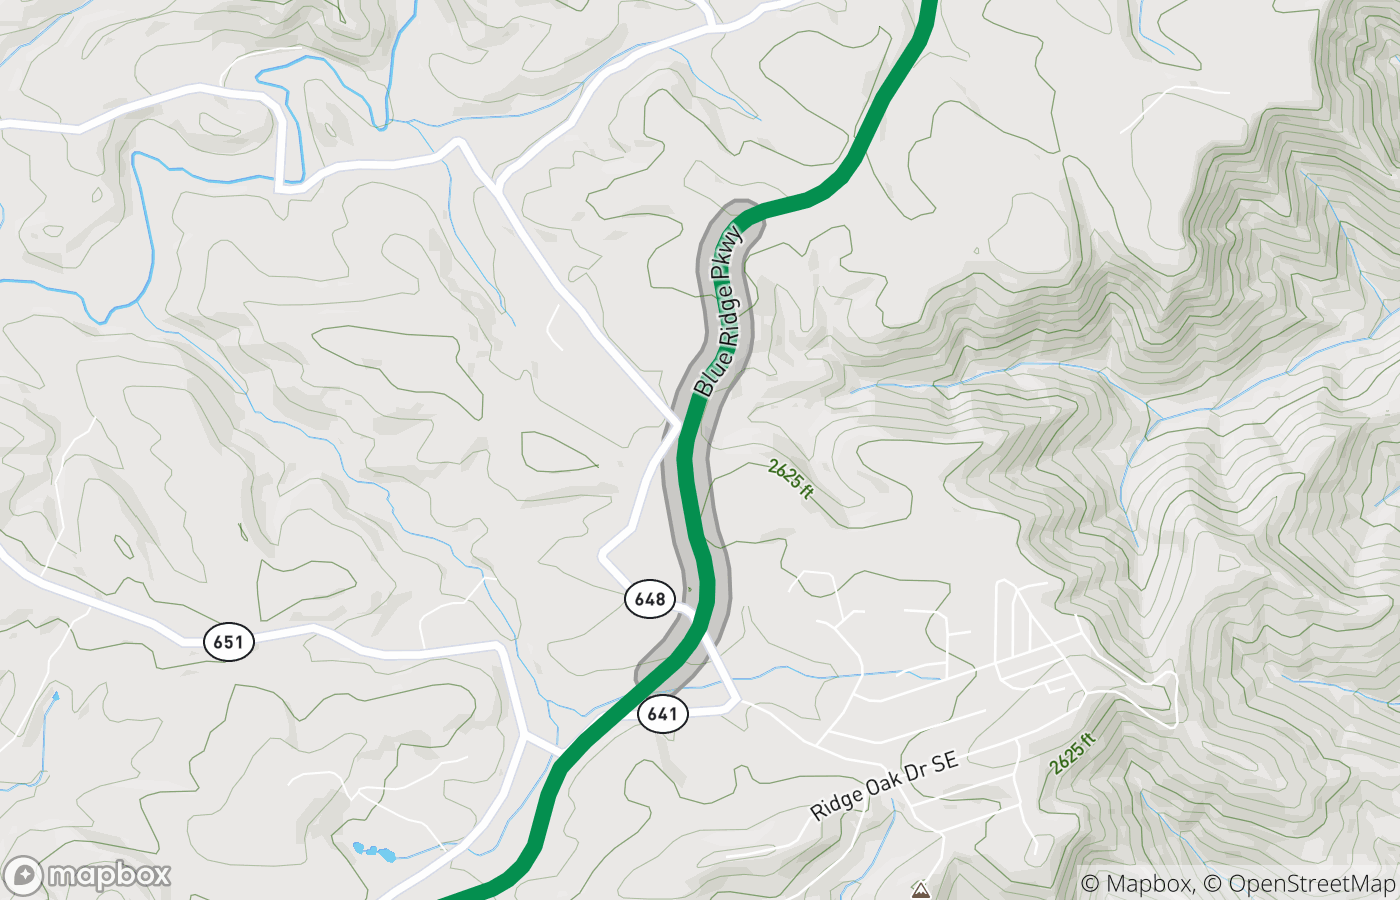 Blue Ridge Pkwy
2625 ft
648
651
641
2625 ft
Ridge Oak Dr SE
mapbox
© Mapbox, © OpenStreetMap